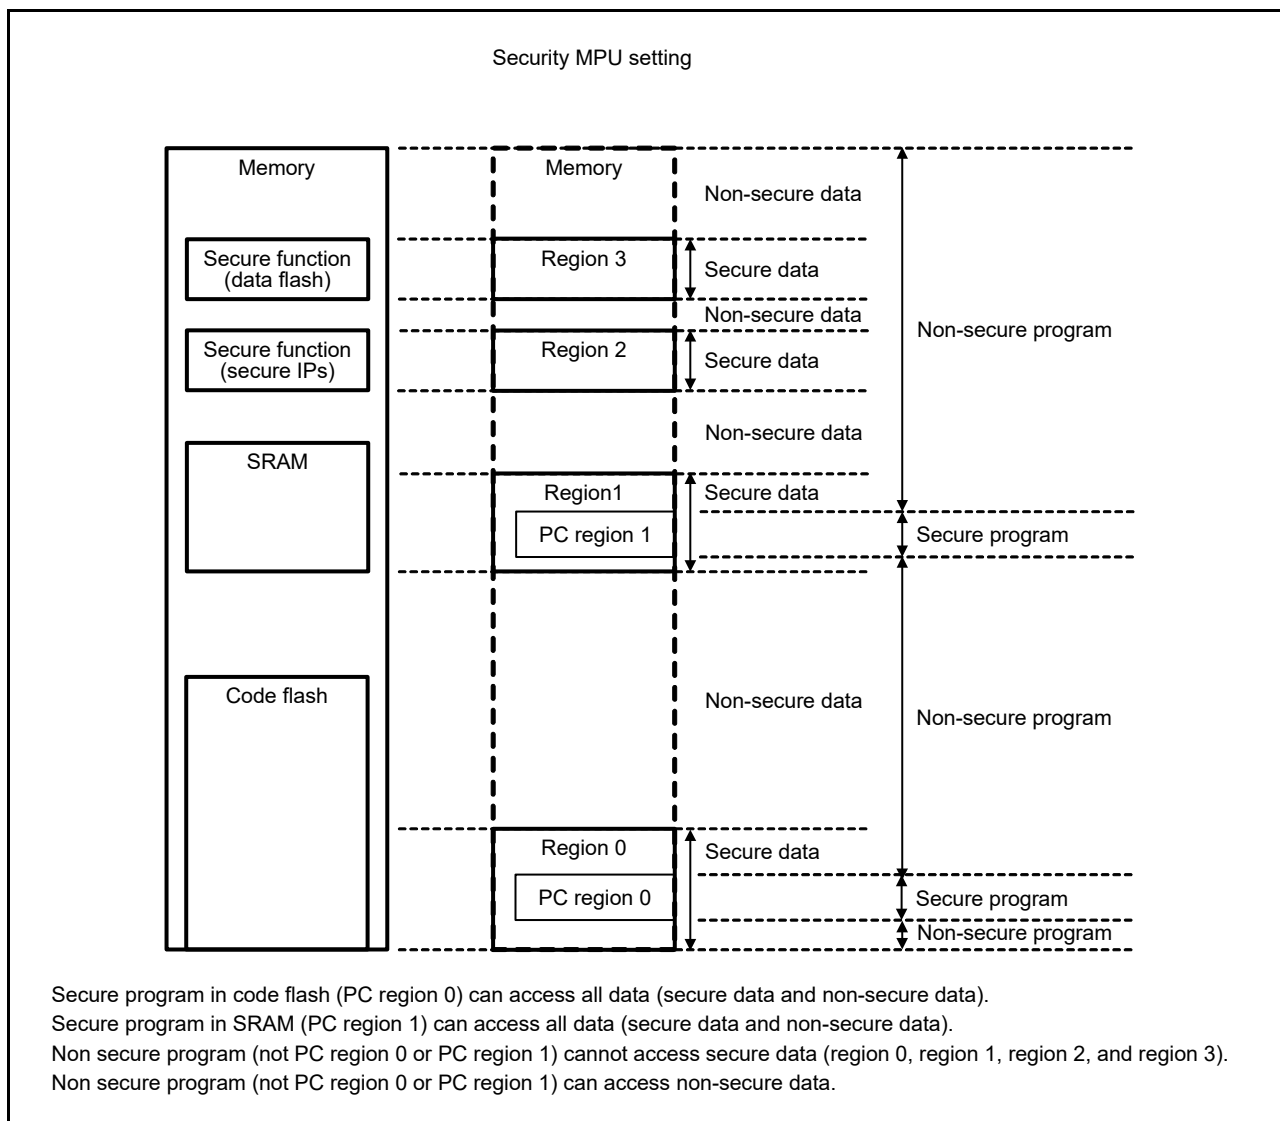 Security MPU setting
Memory
Memory
Non-secure data
Secure function
(data flash)
Region 3
Secure data
Non-secure data
Non-secure program
Secure function
(secure IPs)
Region 2
Secure data
Non-secure data
SRAM
Region1
Secure data
PC region 1
Secure program
Code flash
Non-secure data
Non-secure program
Region 0
Secure data
PC region 0
Secure program
Non-secure program
Secure program in code flash (PC region 0) can access all data (secure data and non-secure data).
Secure program in SRAM (PC region 1) can access all data (secure data and non-secure data).
Non secure program (not PC region 0 or PC region 1) cannot access secure data (region 0, region 1, region 2, and region 3).
Non secure program (not PC region 0 or PC region 1) can access non-secure data.